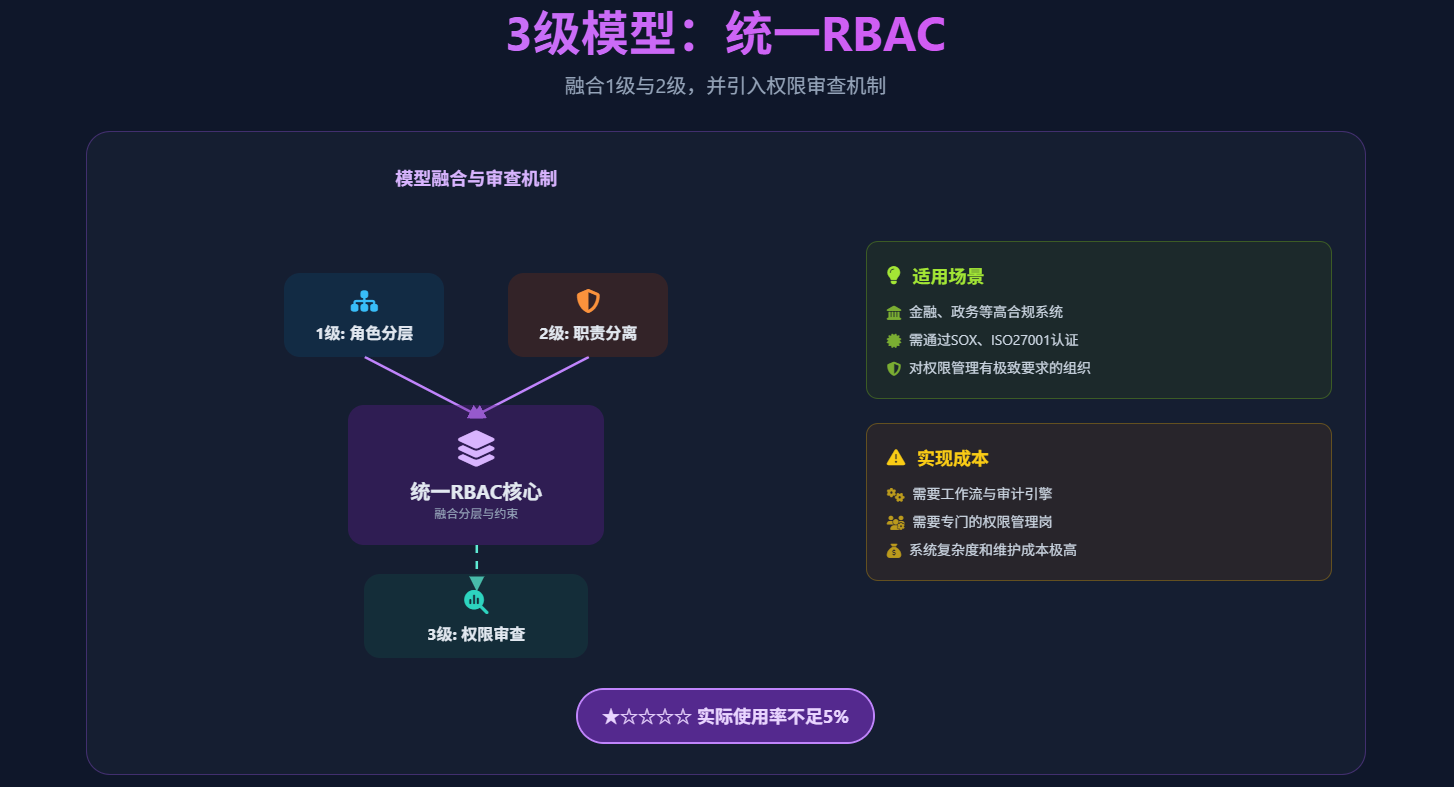 3级模型：统一RBAC
融合1级与2级，并引入权限审查机制
模型融合与审查机制
1级: 角色分层
2级: 职责分离
统一RBAC核心
融合分层与约束
3级: 权限审查
适用场景
金融、政务等高合规系统
需通过SOX、ISO27001认证
对权限管理有极致要求的组织
实现成本
需要工作流与审计引擎
需要专门的权限管理岗
系统复杂度和维护成本极高
★☆☆☆☆ 实际使用率不足5%